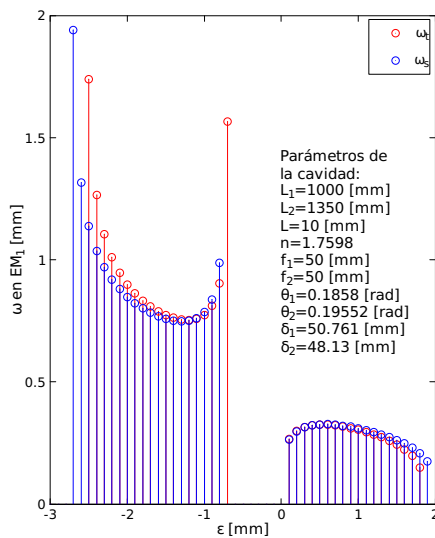 2
1.5
1
0.5
0
ω en EM₁ [mm]
-3
-2
-1
0
1
2
ε [mm]
ωₜ
ωₛ
Parámetros de
la cavidad:
L₁=1000 [mm]
L₂=1350 [mm]
L=10 [mm]
n=1.7598
f₁=50 [mm]
f₂=50 [mm]
θ₁=0.1858 [rad]
θ₂=0.19552 [rad]
δ₁=50.761 [mm]
δ₂=48.13 [mm]